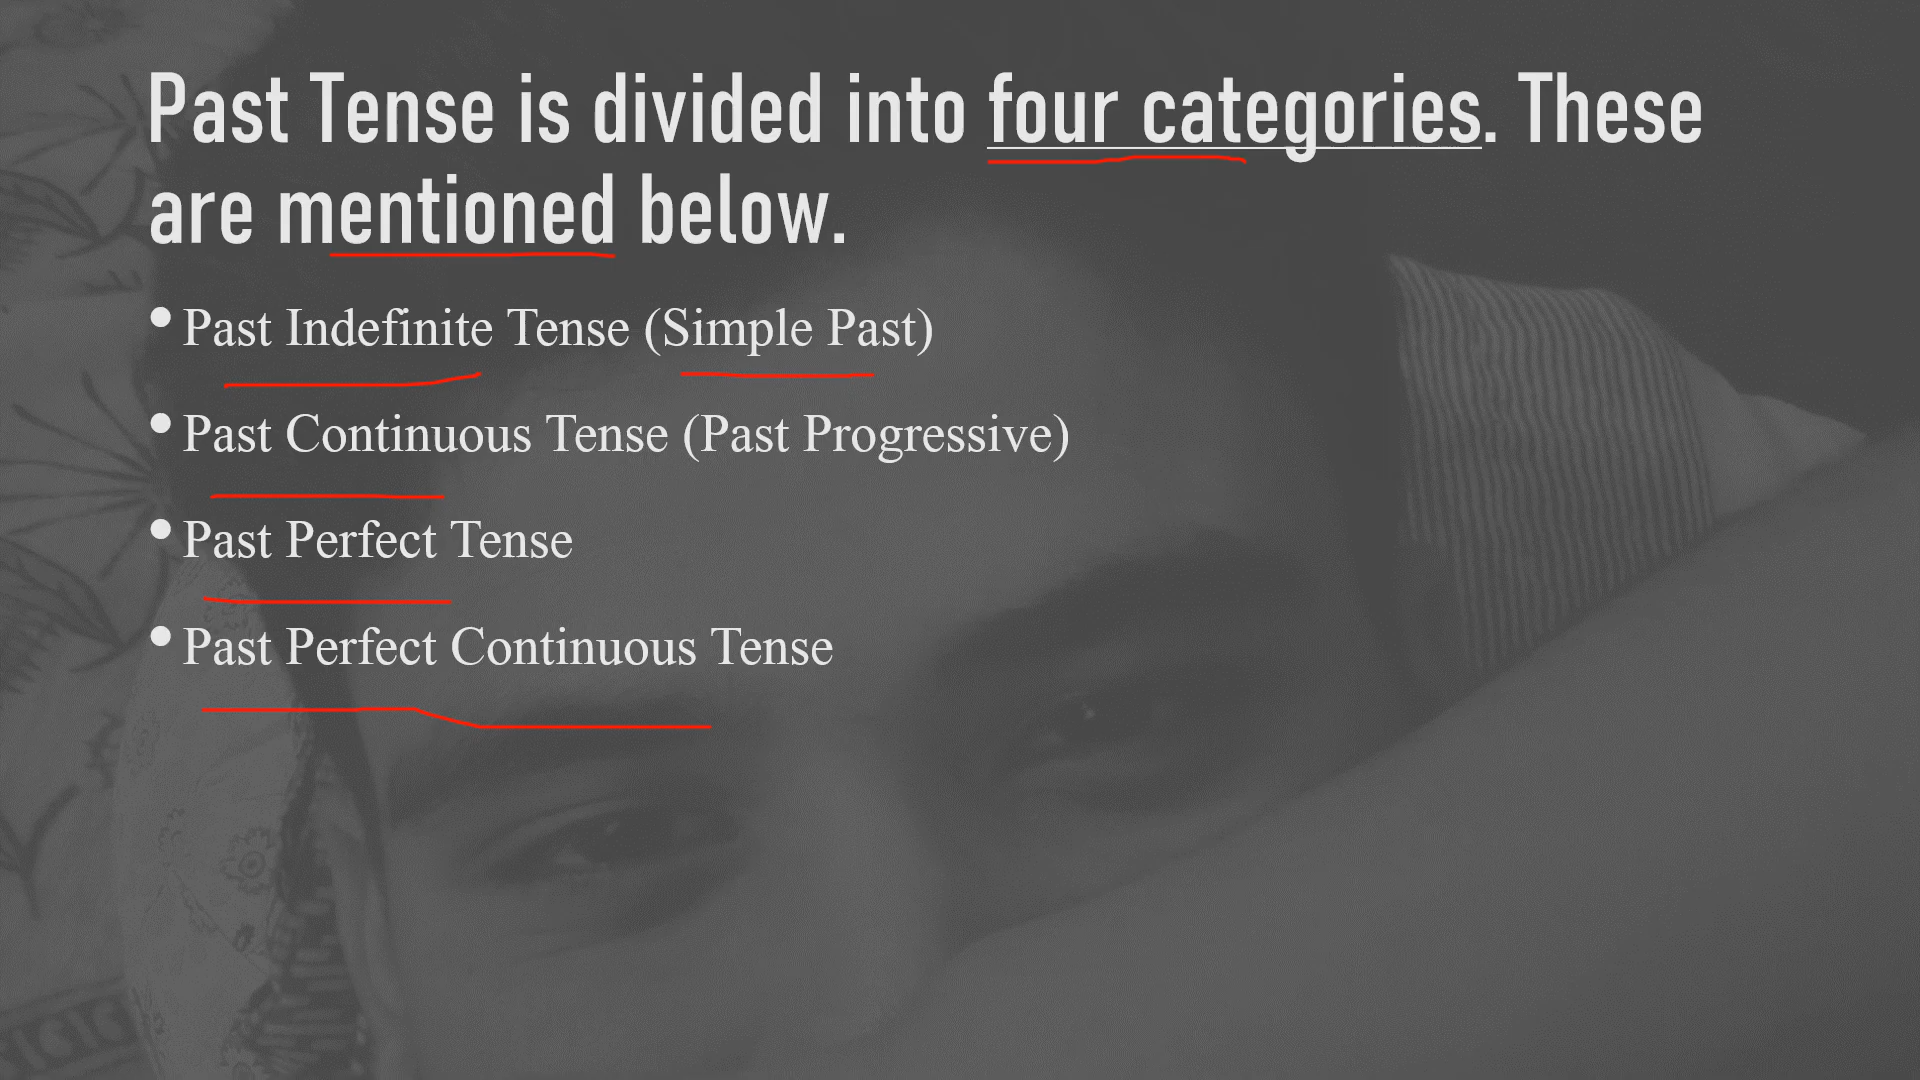 Past Tense is divided into four categories. These
are mentioned below.
• Past Indefinite Tense (Simple Past)
• Past Continuous Tense (Past Progressive)
• Past Perfect Tense
• Past Perfect Continuous Tense